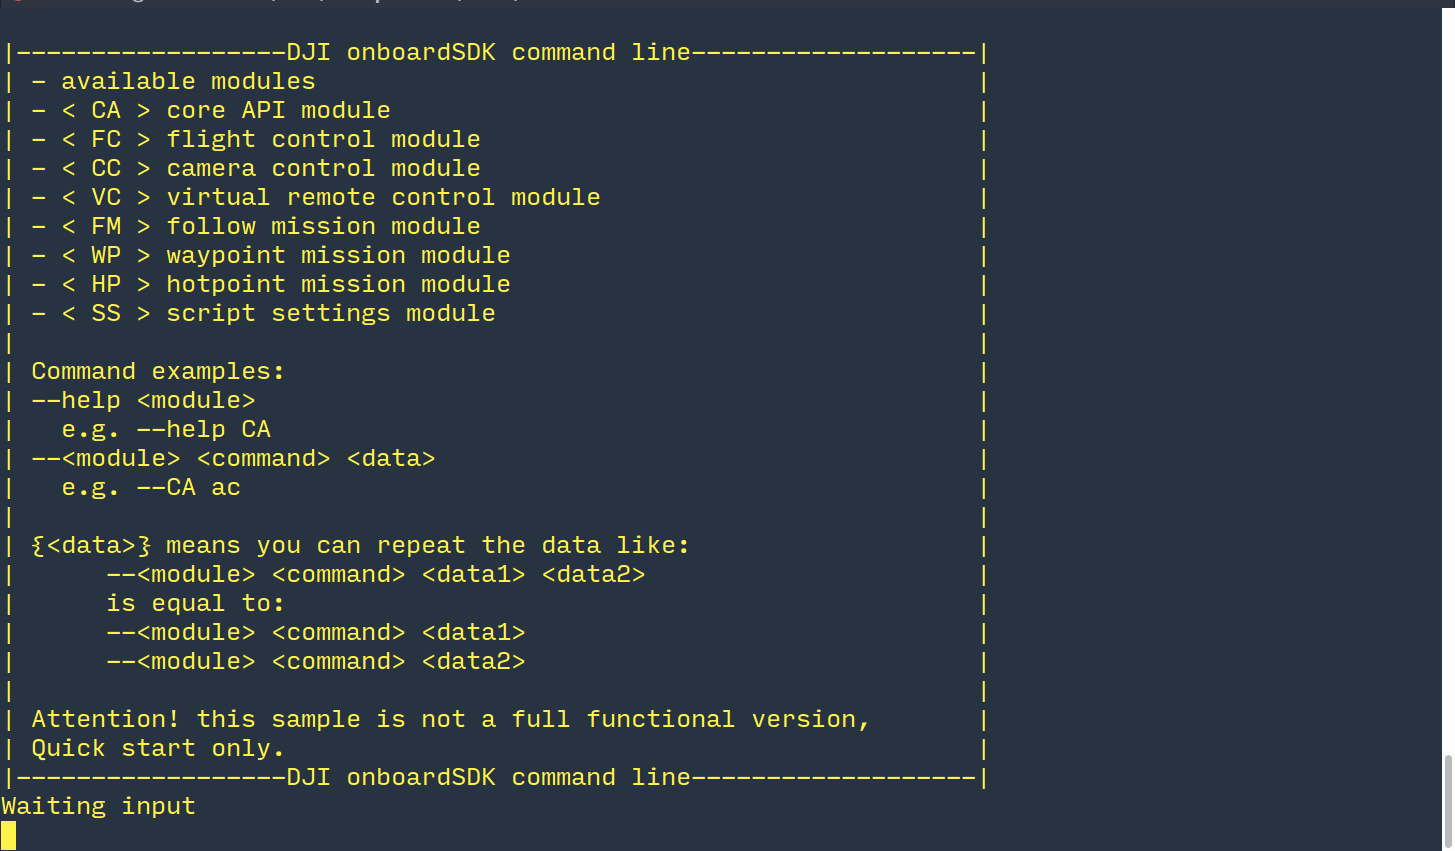 |------------------DJI onboardSDK command line-------------------|
| - available modules |
| - < CA > core API module |
| - < FC > flight control module |
| - < CC > camera control module |
| - < VC > virtual remote control module |
| - < FM > follow mission module |
| - < WP > waypoint mission module |
| - < HP > hotpoint mission module |
| - < SS > script settings module |
| |
| Command examples: |
| --help <module> |
|   e.g. --help CA |
| --<module> <command> <data> |
|   e.g. --CA ac |
| |
| {<data>} means you can repeat the data like: |
|      --<module> <command> <data1> <data2> |
|      is equal to: |
|      --<module> <command> <data1> |
|      --<module> <command> <data2> |
| |
| Attention! this sample is not a full functional version, |
| Quick start only. |
|------------------DJI onboardSDK command line-------------------|
Waiting input